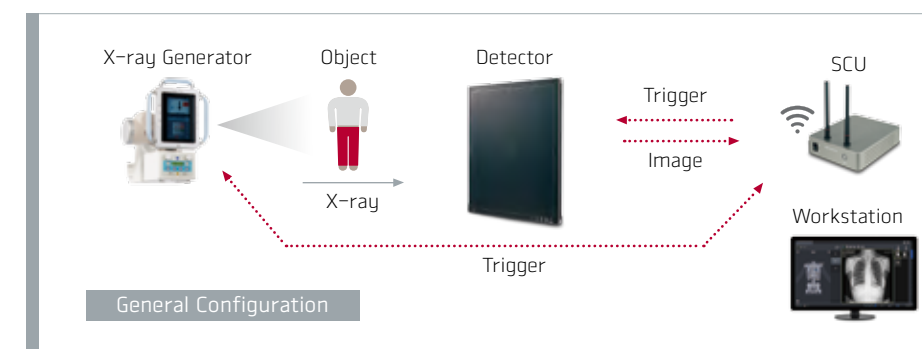 X-ray Generator
Object
Detector
SCU
Trigger
Image
X-ray
Workstation
Trigger
General Configuration